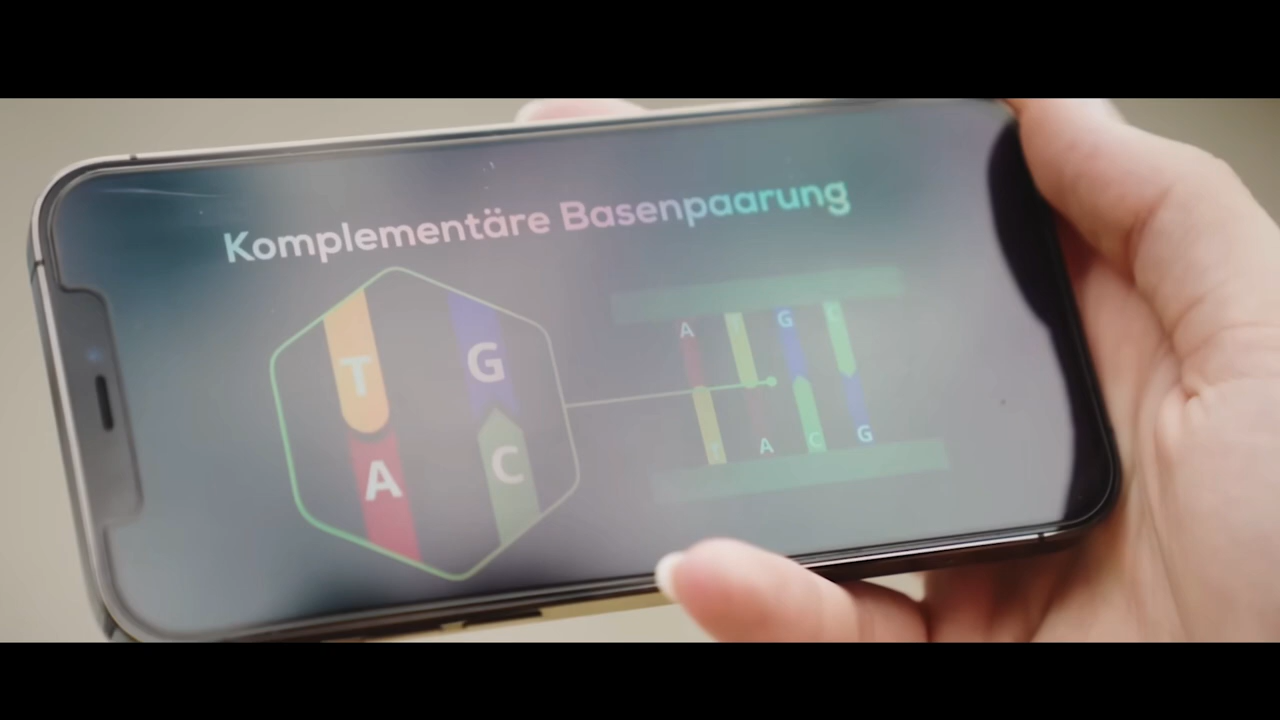 Komplementäre Basenpaarung
T G
A C
A T G C
T A C G